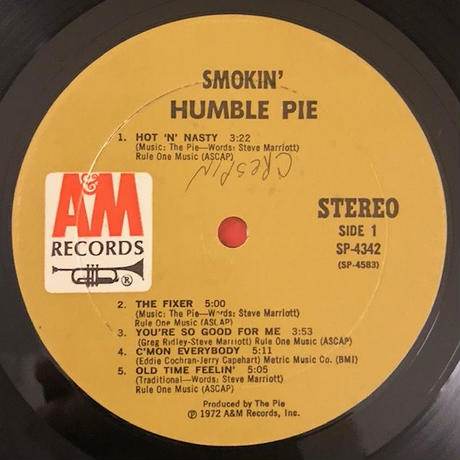 SMOKIN'
HUMBLE PIE
1. HOT 'N' NASTY 3:22
(Music: The Pie—Words: Steve Marriott)
Rule One Music (ASCAP)
CRESPIN
A&M
RECORDS
®
STEREO
SIDE 1
SP-4342
(SP-4583)
2. THE FIXER 5:00
(Music: The Pie—Words: Steve Marriott)
Rule One Music (ASCAP)
3. YOU'RE SO GOOD FOR ME 3:53
(Greg Ridley-Steve Marriott) Rule One Music (ASCAP)
4. C'MON EVERYBODY 5:11
(Eddie Cochran-Jerry Capehart) Metric Music Co. (BMI)
5. OLD TIME FEELIN' 5:05
(Traditional—Words: Steve Marriott)
Rule One Music (ASCAP)
Produced by The Pie
℗ 1972 A&M Records, Inc.